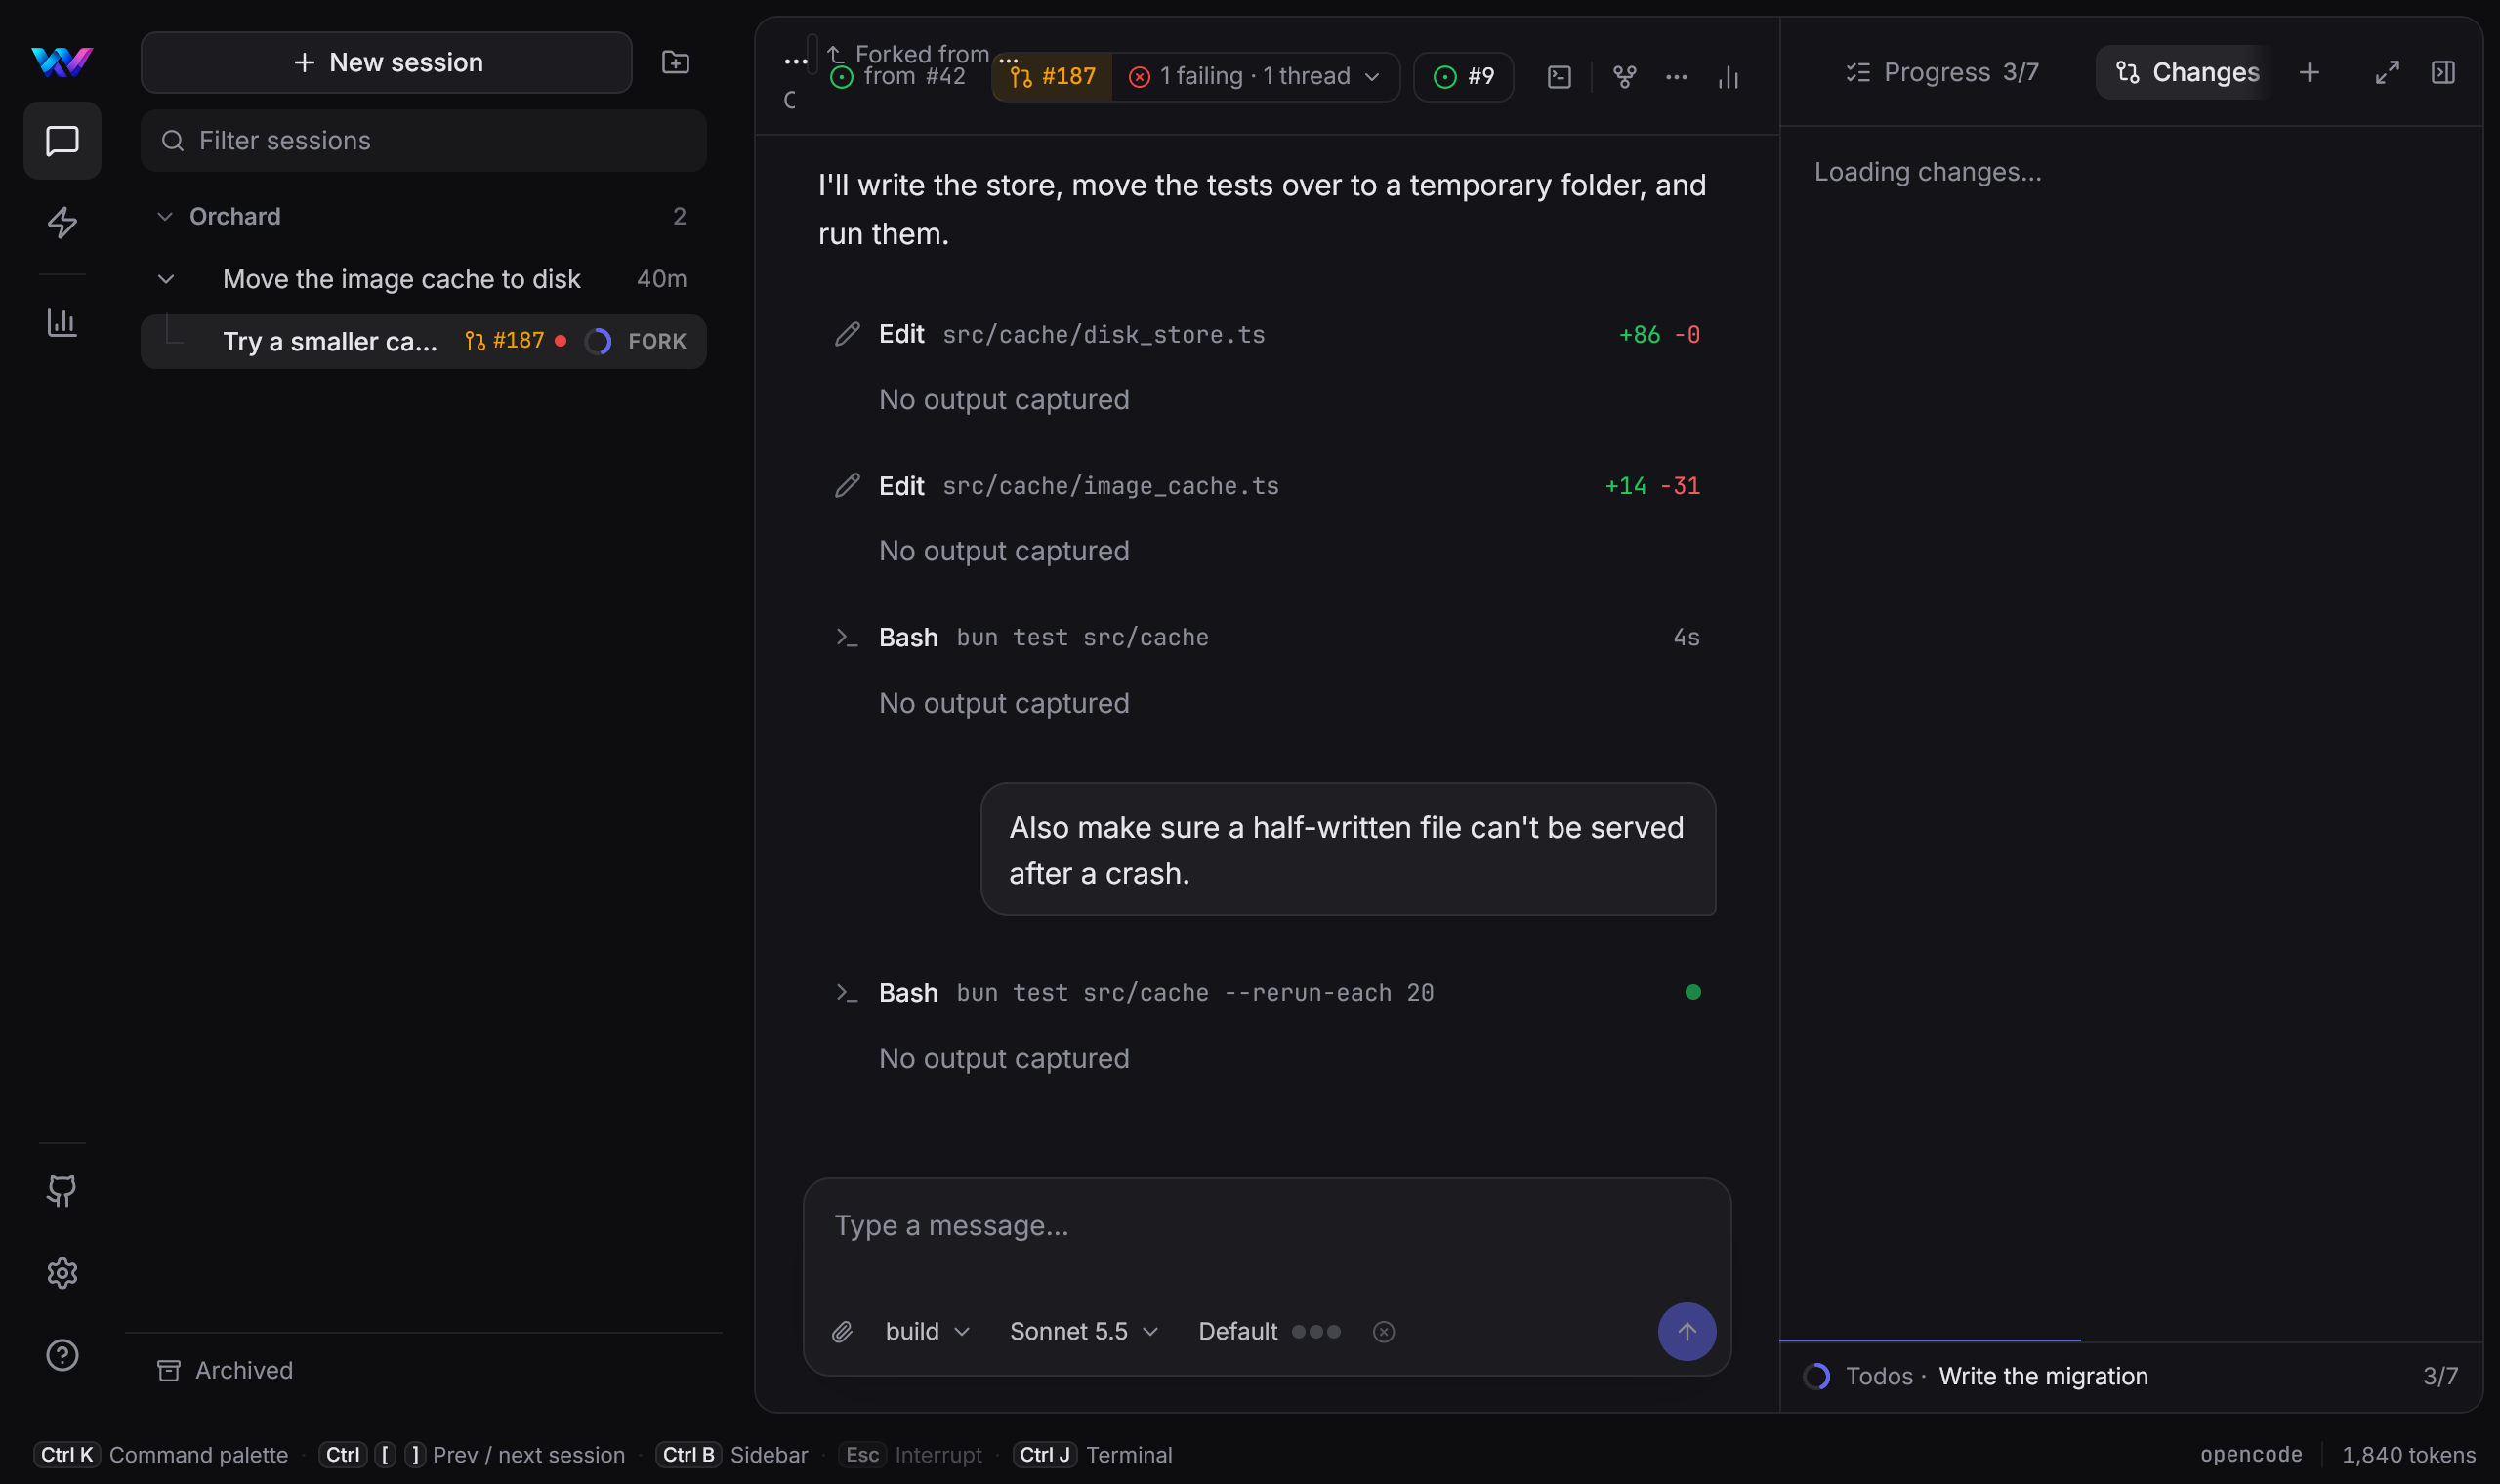 New session
Filter sessions
Orchard 2
Move the image cache to disk 40m
Try a smaller ca... #187 FORK
Archived
... Forked from ...
from #42 #187 1 failing · 1 thread #9
I'll write the store, move the tests over to a temporary folder, and
run them.
Edit src/cache/disk_store.ts +86 -0
No output captured
Edit src/cache/image_cache.ts +14 -31
No output captured
Bash bun test src/cache 4s
No output captured
Also make sure a half-written file can't be served
after a crash.
Bash bun test src/cache --rerun-each 20
No output captured
Type a message...
build Sonnet 5.5 Default
Progress 3/7 Changes
Loading changes...
Todos · Write the migration 3/7
Ctrl K Command palette · Ctrl [ ] Prev / next session · Ctrl B Sidebar · Esc Interrupt · Ctrl J Terminal
opencode 1,840 tokens